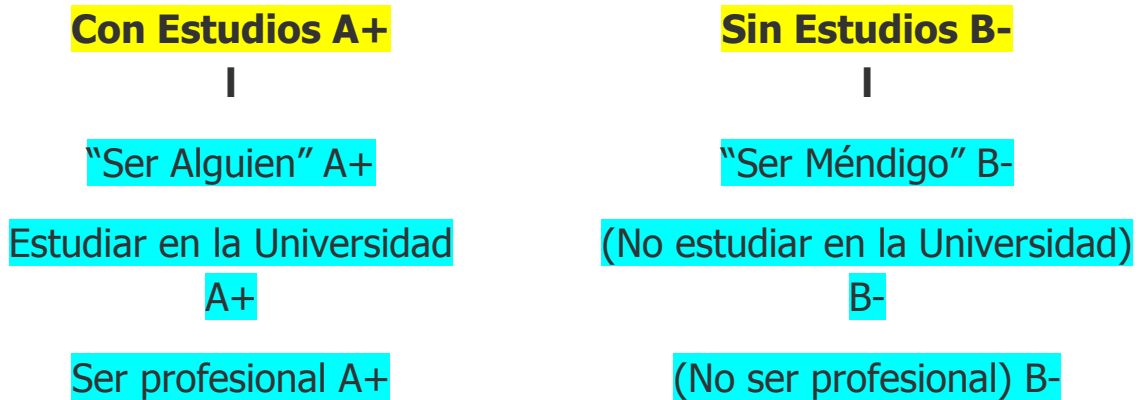 Con Estudios A+
I
“Ser Alguien” A+
Estudiar en la Universidad
A+
Ser profesional A+
Sin Estudios B-
I
“Ser Méndigo” B-
(No estudiar en la Universidad)
B-
(No ser profesional) B-